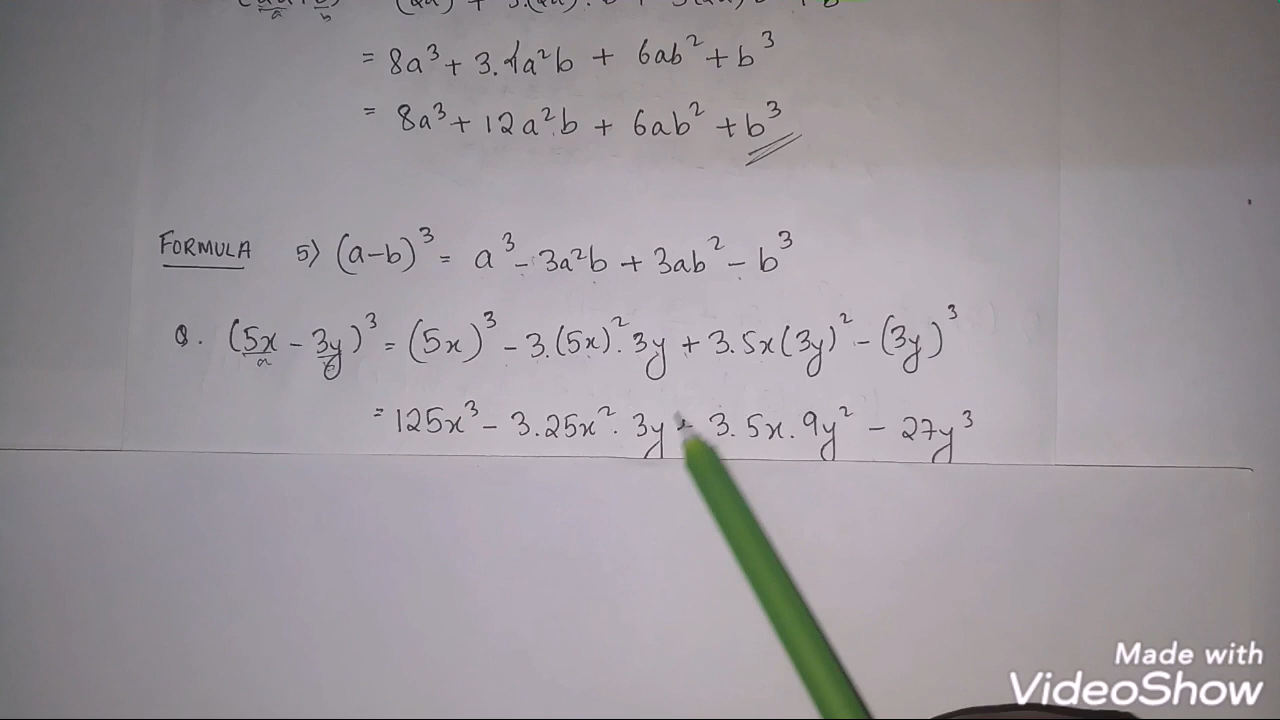 = 8a³ + 3.4a²b + 6ab² + b³
= 8a³ + 12a²b + 6ab² + b³
FORMULA 5) (a-b)³ = a³ - 3a²b + 3ab² - b³
Q. (5x - 3y)³ = (5x)³ - 3.(5x)².3y + 3.5x(3y)² - (3y)³
a b
= 125x³ - 3.25x².3y + 3.5x.9y² - 27y³
Made with
VideoShow